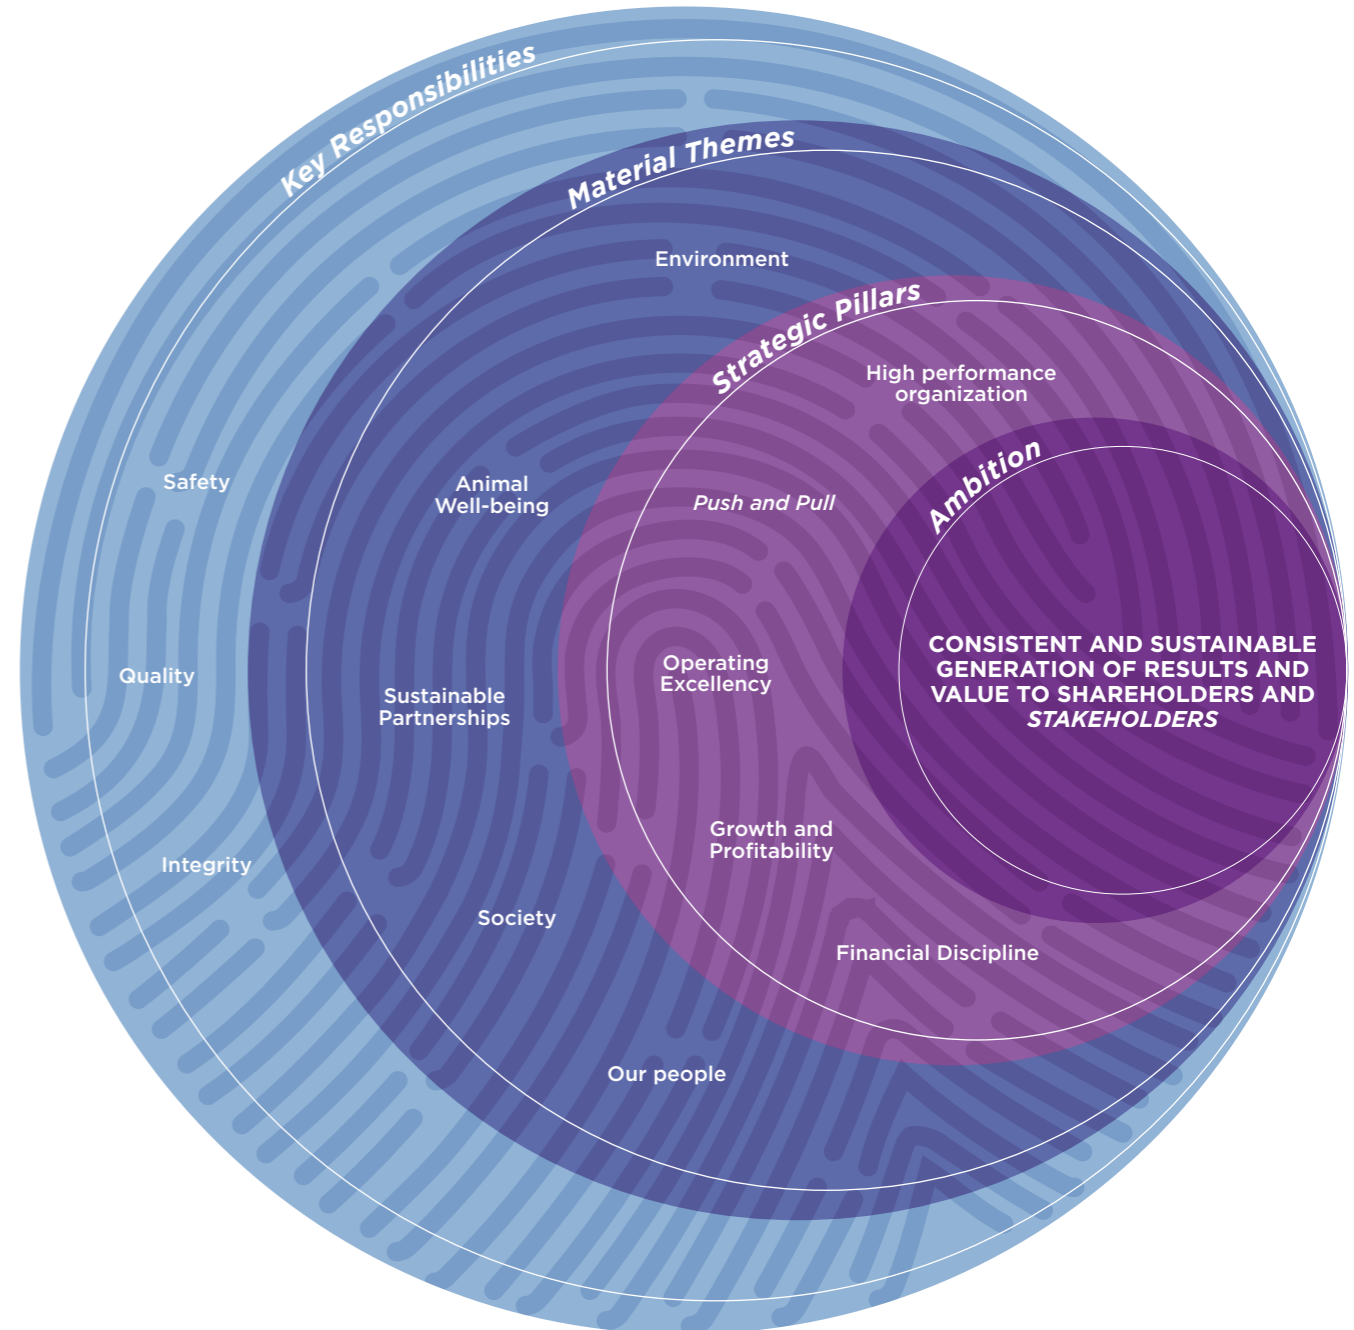 Key Responsibilities
Safety
Quality
Integrity
Material Themes
Environment
Animal
Well-being
Sustainable
Partnerships
Society
Our people
Strategic Pillars
High performance
organization
Push and Pull
Operating
Excellency
Growth and
Profitability
Financial Discipline
Ambition
CONSISTENT AND SUSTAINABLE
GENERATION OF RESULTS AND
VALUE TO SHAREHOLDERS AND
STAKEHOLDERS